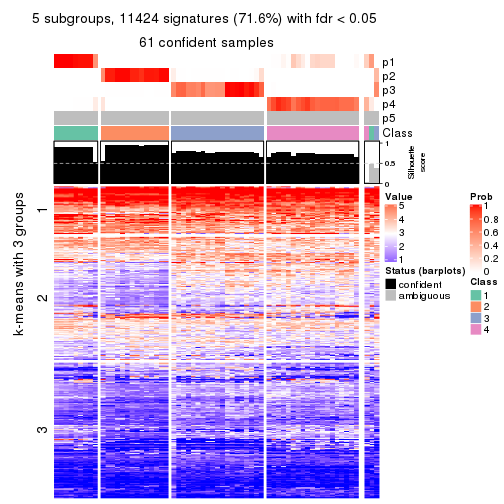 5 subgroups, 11424 signatures (71.6%) with fdr < 0.05
61 confident samples
p1
p2
p3
p4
p5
Class
1
0.5
0
Silhouette
score
k-means with 3 groups
1
2
3
Value
5
4
3
2
1
Status (barplots)
confident
ambiguous
Prob
1
0.8
0.6
0.4
0.2
0
Class
1
2
3
4